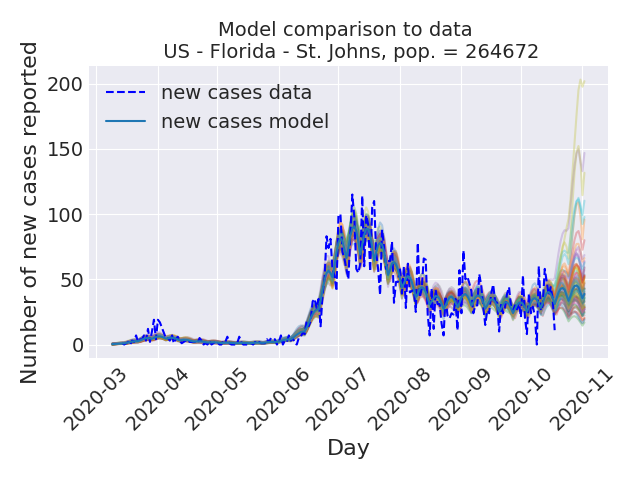 Model comparison to data
US - Florida - St. Johns, pop. = 264672
Number of new cases reported
200
150
100
50
0
new cases data
new cases model
2020-03
2020-04
2020-05
2020-06
2020-07
2020-08
2020-09
2020-10
2020-11
Day